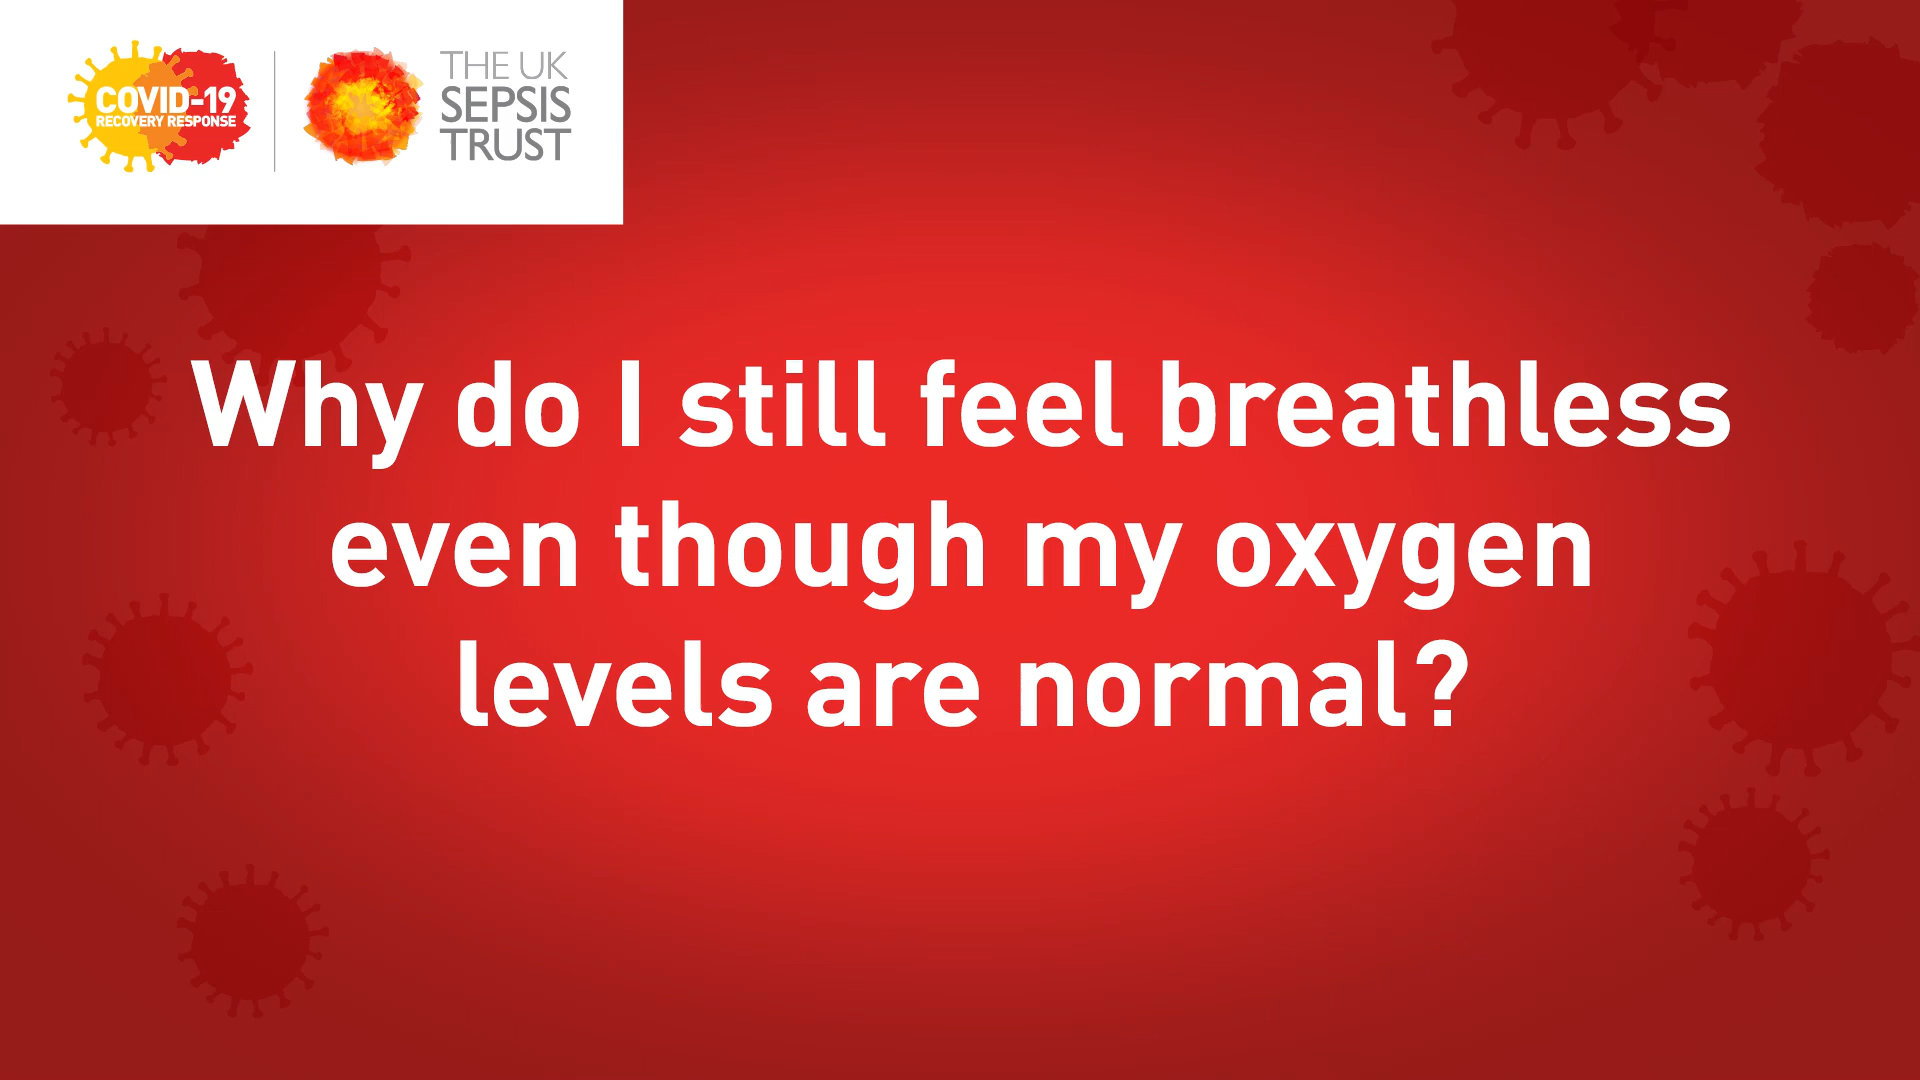 COVID-19
RECOVERY RESPONSE
THE UK
SEPSIS
TRUST
Why do I still feel breathless
even though my oxygen
levels are normal?